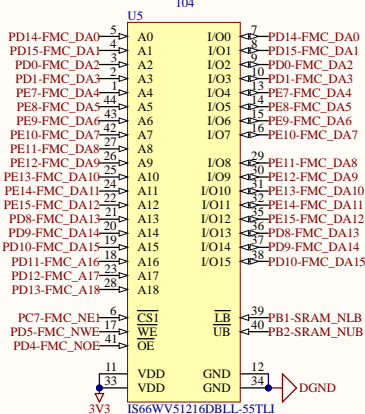 104
U5
PD14-FMC_DA0 5 A0 I/O0 7 PD14-FMC_DA0
PD15-FMC_DA1 4 A1 I/O1 8 PD15-FMC_DA1
PD0-FMC_DA2 3 A2 I/O2 9 PD0-FMC_DA2
PD1-FMC_DA3 2 A3 I/O3 10 PD1-FMC_DA3
PE7-FMC_DA4 1 A4 I/O4 13 PE7-FMC_DA4
PE8-FMC_DA5 44 A5 I/O5 14 PE8-FMC_DA5
PE9-FMC_DA6 43 A6 I/O6 15 PE9-FMC_DA6
PE10-FMC_DA7 42 A7 I/O7 16 PE10-FMC_DA7
PE11-FMC_DA8 27 A8
PE12-FMC_DA9 26 A9 I/O8 29 PE11-FMC_DA8
PE13-FMC_DA10 25 A10 I/O9 30 PE12-FMC_DA9
PE14-FMC_DA11 24 A11 I/O10 31 PE13-FMC_DA10
PE15-FMC_DA12 22 A12 I/O11 32 PE14-FMC_DA11
PD8-FMC_DA13 21 A13 I/O12 35 PE15-FMC_DA12
PD9-FMC_DA14 20 A14 I/O13 36 PD8-FMC_DA13
PD10-FMC_DA15 19 A15 I/O14 37 PD9-FMC_DA14
PD11-FMC_A16 18 A16 I/O15 38 PD10-FMC_DA15
PD12-FMC_A17 23 A17
PD13-FMC_A18 28 A18
PC7-FMC_NE1 6 CS1 LB 39 PB1-SRAM_NLB
PD5-FMC_NWE 17 WE UB 40 PB2-SRAM_NUB
PD4-FMC_NOE 41 OE
11 VDD GND 12
33 VDD GND 34 DGND
3V3 IS66WV51216DBLL-55TLI